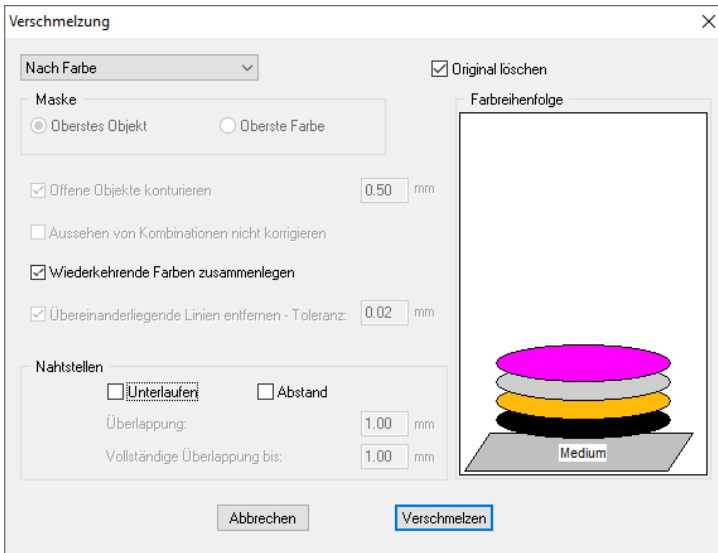 Verschmelzung
Nach Farbe
Original löschen
Maske
Oberstes Objekt Oberste Farbe
Farbreihenfolge
Offene Objekte konturieren 0.50 mm
Aussehen von Kombinationen nicht korrigieren
Wiederkehrende Farben zusammenlegen
Übereinanderliegende Linien entfernen - Toleranz: 0.02 mm
Nahtstellen
Unterlaufen Abstand
Überlappung: 1.00 mm
Vollständige Überlappung bis: 1.00 mm
Medium
Abbrechen Verschmelzen